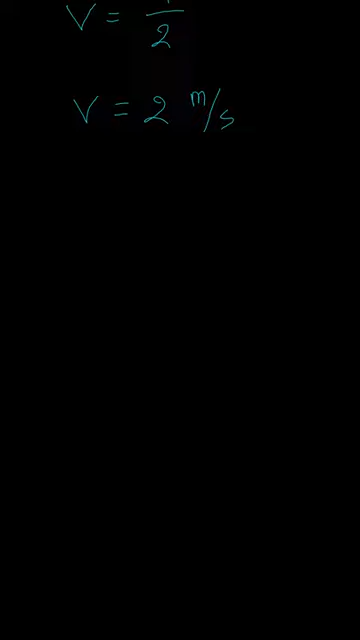 V = /2
V = 2 m/s